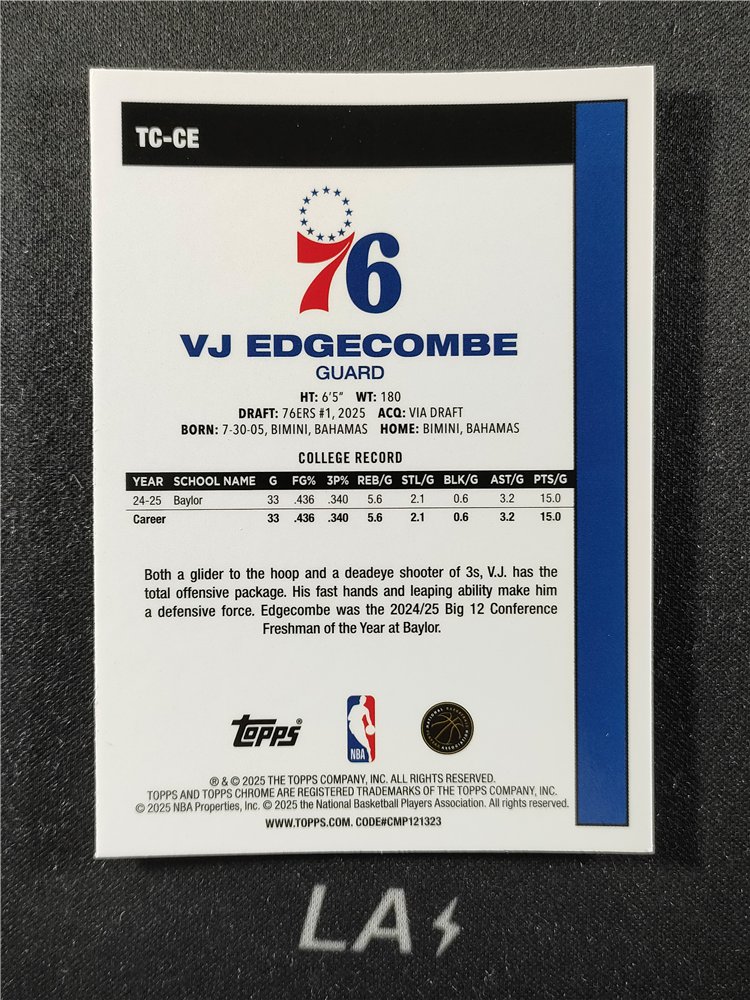 TC-CE
76
VJ EDGECOMBE
GUARD
HT: 6'5" WT: 180
DRAFT: 76ERS #1, 2025 ACQ: VIA DRAFT
BORN: 7-30-05, BIMINI, BAHAMAS HOME: BIMINI, BAHAMAS
COLLEGE RECORD
YEAR SCHOOL NAME G FG% 3P% REB/G STL/G BLK/G AST/G PTS/G
24-25 Baylor 33 .436 .340 5.6 2.1 0.6 3.2 15.0
Career 33 .436 .340 5.6 2.1 0.6 3.2 15.0
Both a glider to the hoop and a deadeye shooter of 3s, V.J. has the
total offensive package. His fast hands and leaping ability make him
a defensive force. Edgecombe was the 2024/25 Big 12 Conference
Freshman of the Year at Baylor.
topps®
NBA
NATIONAL BASKETBALL PLAYERS ASSOCIATION
® & © 2025 THE TOPPS COMPANY, INC. ALL RIGHTS RESERVED.
TOPPS AND TOPPS CHROME ARE REGISTERED TRADEMARKS OF THE TOPPS COMPANY, INC.
© 2025 NBA Properties, Inc. © 2025 the National Basketball Players Association. All rights reserved.
WWW.TOPPS.COM. CODE#CMP121323
LA